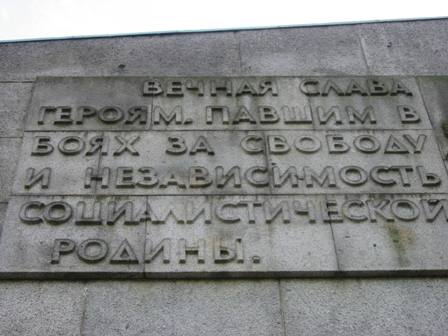 ВЕЧНАЯ СЛАВА
ГЕРОЯМ, ПАВШИМ В
БОЯХ ЗА СВОБОДУ
И НЕЗАВИСИМОСТЬ
СОЦИАЛИСТИЧЕСКОЙ
РОДИНЫ.